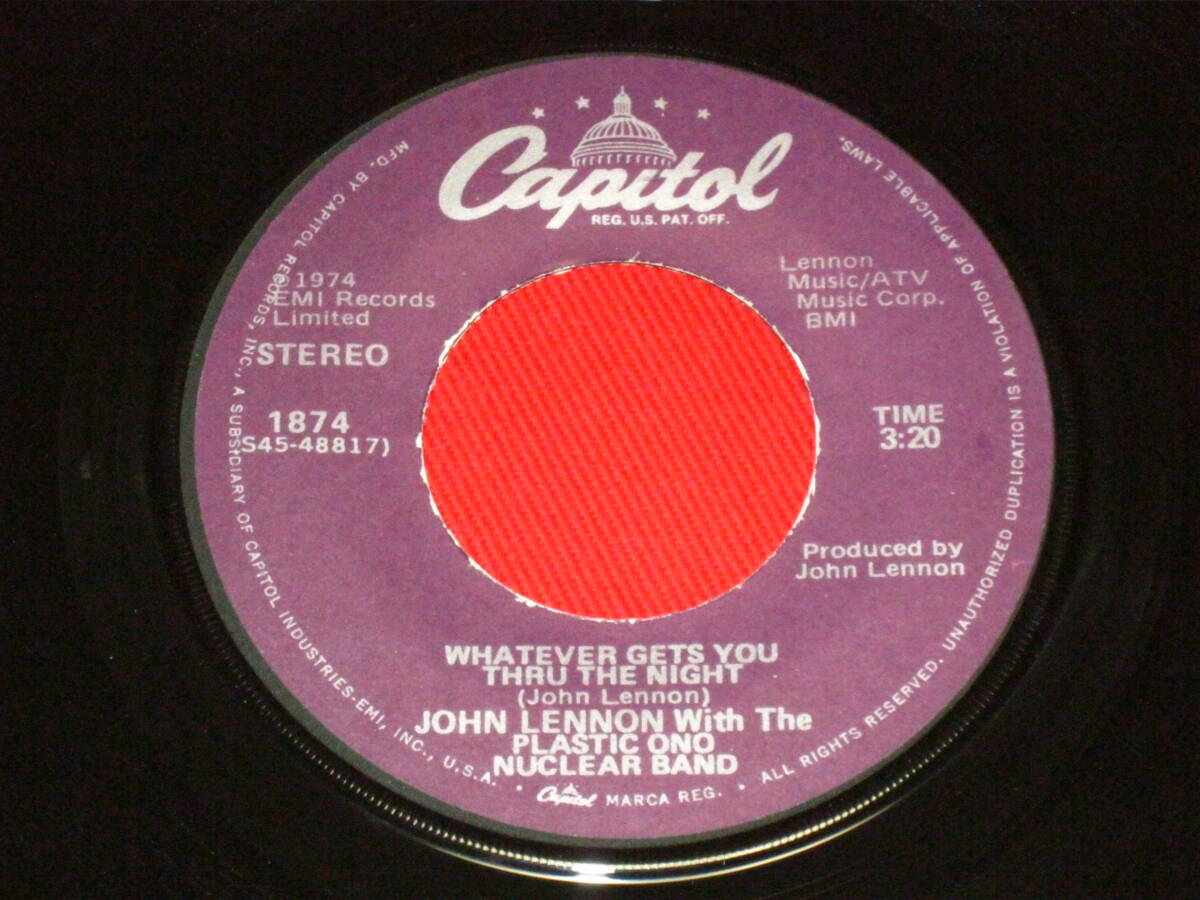 Capitol
REG. U.S. PAT. OFF.
1974
EMI Records
Limited
STEREO
1874
S45-48817)
Lennon
Music/ATV
Music Corp.
BMI
TIME
3:20
Produced by
John Lennon
WHATEVER GETS YOU
THRU THE NIGHT
(John Lennon)
JOHN LENNON With The
PLASTIC ONO
NUCLEAR BAND
MFD. BY CAPITOL RECORDS, INC., A SUBSIDIARY OF CAPITOL INDUSTRIES-EMI, INC., U.S.A. • Capitol MARCA REG. • ALL RIGHTS RESERVED. UNAUTHORIZED DUPLICATION IS A VIOLATION OF APPLICABLE LAWS.